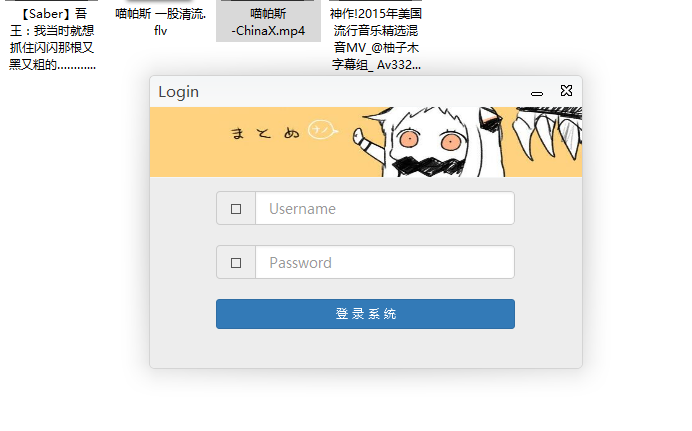 【Saber】吾
王：我当时就想
抓住闪闪那根又
黑又粗的............
喵帕斯 一股清流.
flv
喵帕斯
-ChinaX.mp4
神作!2015年美国
流行音乐精选混
音MV_@柚子木
字幕组_ Av332...
Login
まとめ
Username
Password
登录系统